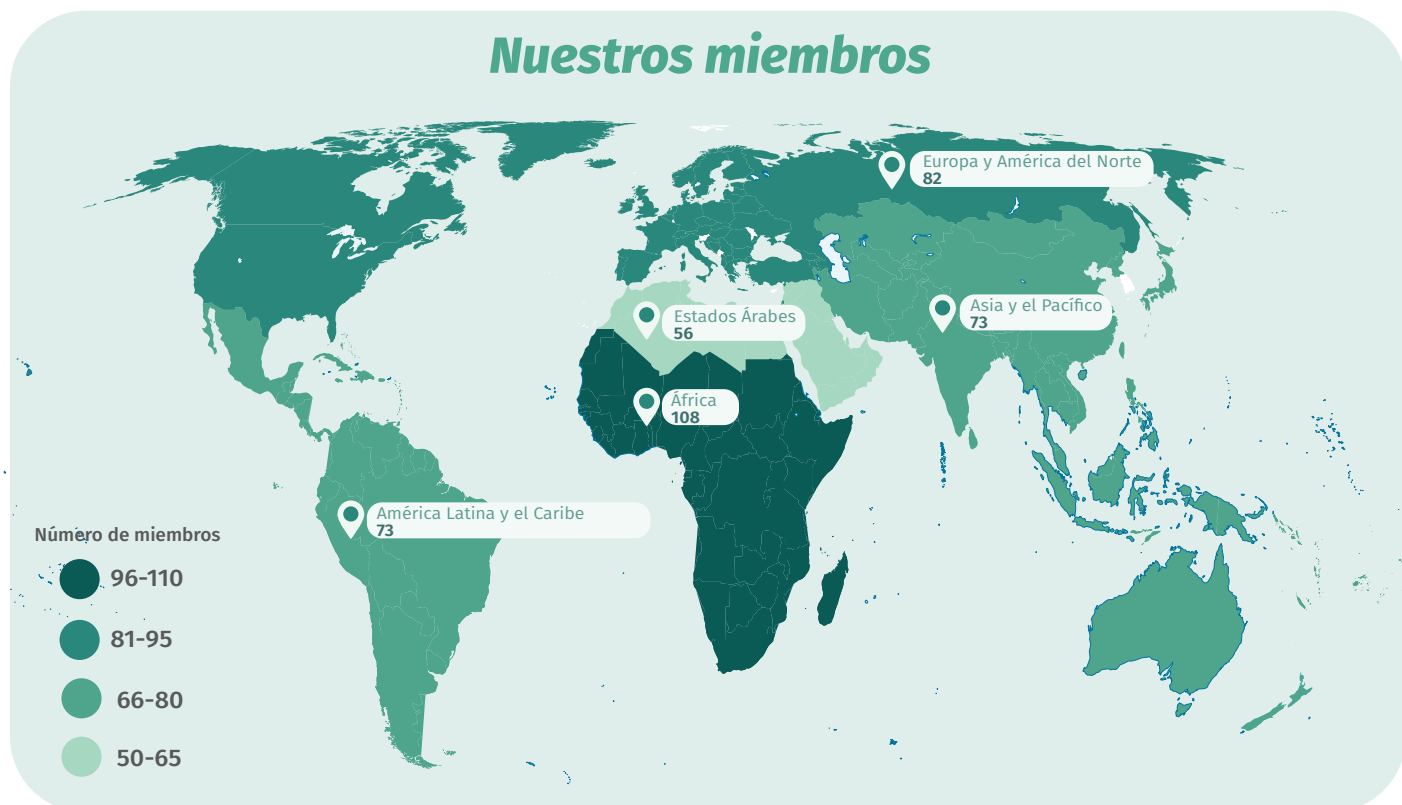 Nuestros miembros
Europa y América del Norte
82
Asia y el Pacífico
73
Estados Árabes
56
África
108
América Latina y el Caribe
73
Número de miembros
96-110
81-95
66-80
50-65